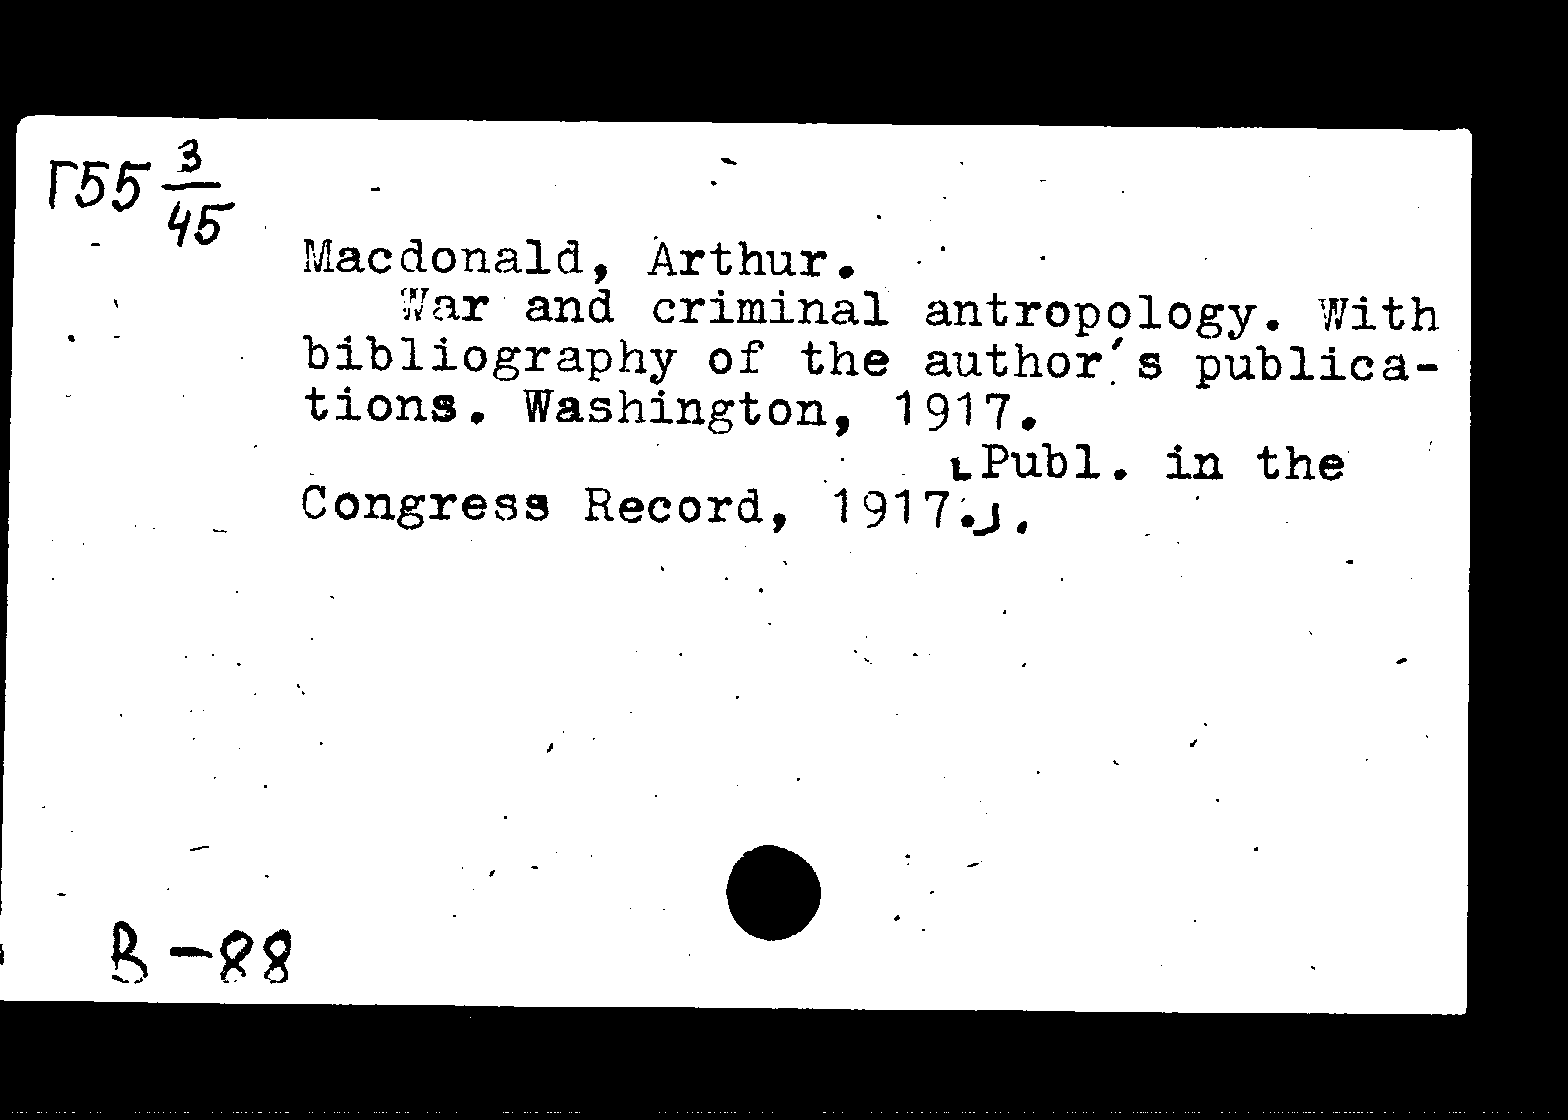 Г55 3/45
Macdonald, Arthur.
War and criminal antropology. With
bibliography of the author's publica-
tions. Washington, 1917.
[Publ. in the
Congress Record, 1917.].
В-88